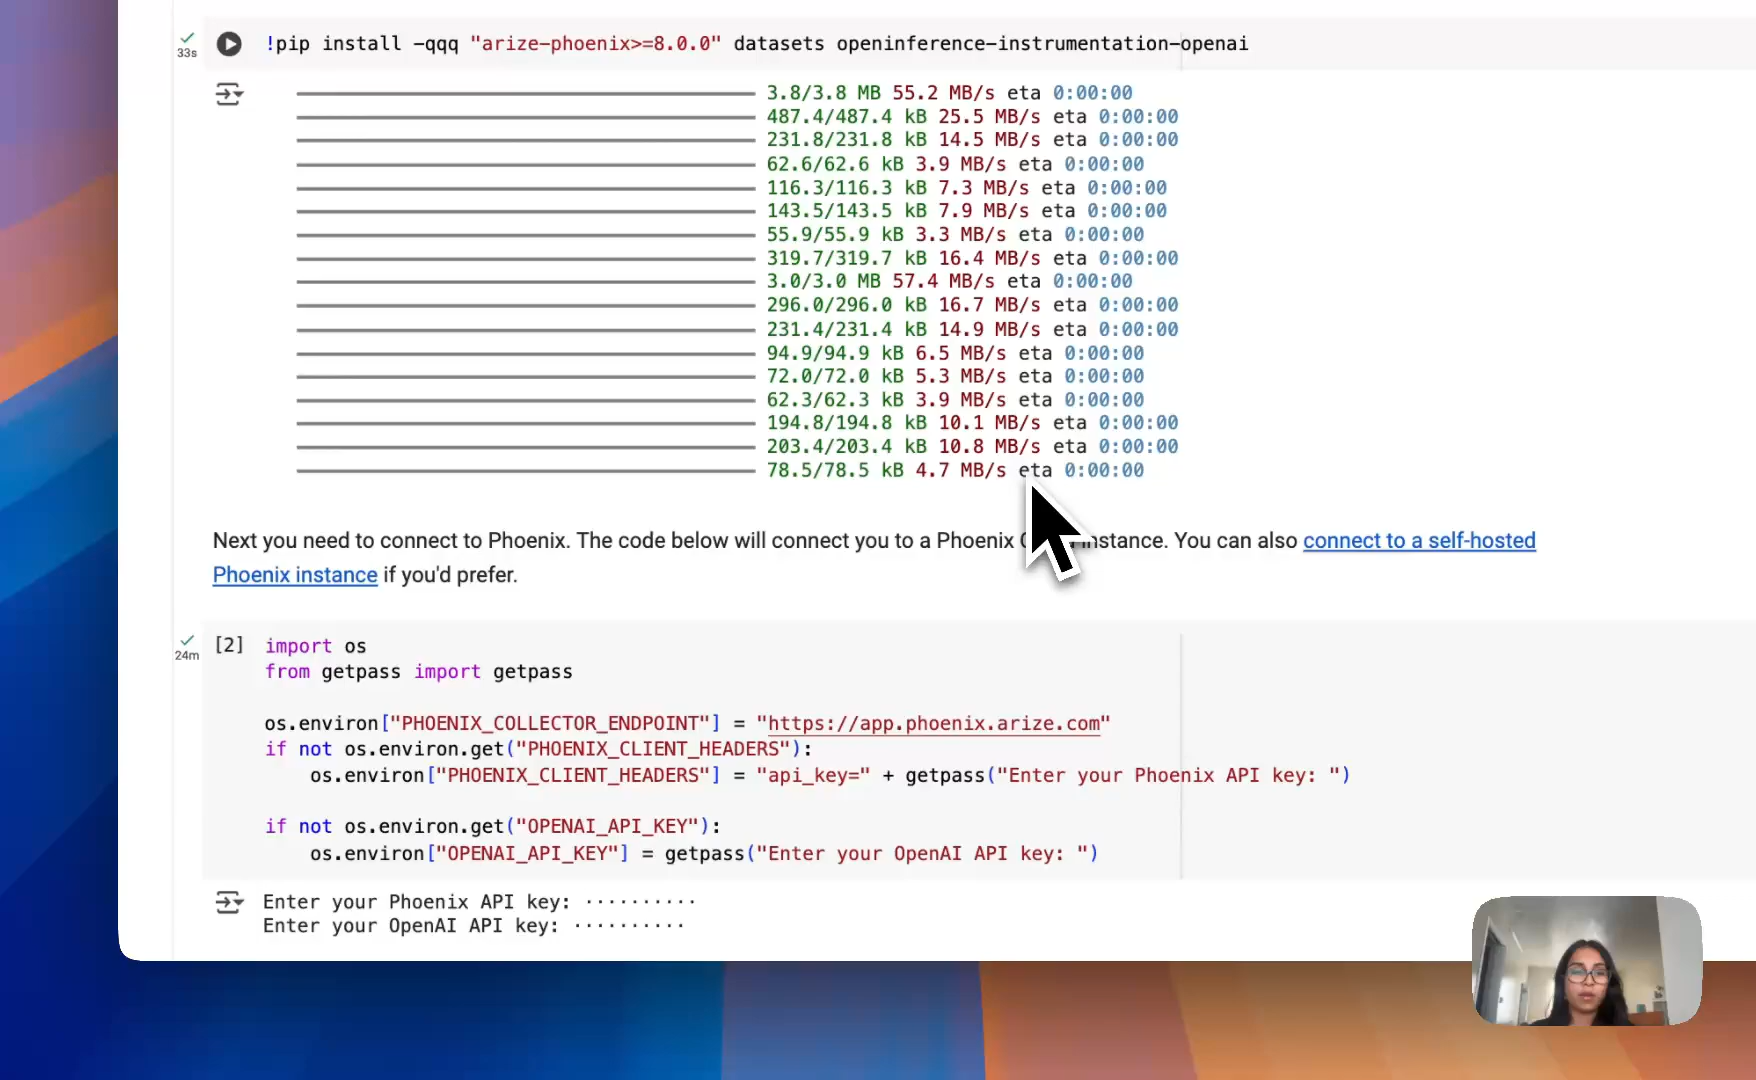 33s
!pip install -qqq "arize-phoenix>=8.0.0" datasets openinference-instrumentation-openai
3.8/3.8 MB 55.2 MB/s eta 0:00:00
487.4/487.4 kB 25.5 MB/s eta 0:00:00
231.8/231.8 kB 14.5 MB/s eta 0:00:00
62.6/62.6 kB 3.9 MB/s eta 0:00:00
116.3/116.3 kB 7.3 MB/s eta 0:00:00
143.5/143.5 kB 7.9 MB/s eta 0:00:00
55.9/55.9 kB 3.3 MB/s eta 0:00:00
319.7/319.7 kB 16.4 MB/s eta 0:00:00
3.0/3.0 MB 57.4 MB/s eta 0:00:00
296.0/296.0 kB 16.7 MB/s eta 0:00:00
231.4/231.4 kB 14.9 MB/s eta 0:00:00
94.9/94.9 kB 6.5 MB/s eta 0:00:00
72.0/72.0 kB 5.3 MB/s eta 0:00:00
62.3/62.3 kB 3.9 MB/s eta 0:00:00
194.8/194.8 kB 10.1 MB/s eta 0:00:00
203.4/203.4 kB 10.8 MB/s eta 0:00:00
78.5/78.5 kB 4.7 MB/s eta 0:00:00
Next you need to connect to Phoenix. The code below will connect you to a Phoenix instance. You can also connect to a self-hosted
Phoenix instance if you'd prefer.
24m
[2] import os
from getpass import getpass
os.environ["PHOENIX_COLLECTOR_ENDPOINT"] = "https://app.phoenix.arize.com"
if not os.environ.get("PHOENIX_CLIENT_HEADERS"):
os.environ["PHOENIX_CLIENT_HEADERS"] = "api_key=" + getpass("Enter your Phoenix API key: ")
if not os.environ.get("OPENAI_API_KEY"):
os.environ["OPENAI_API_KEY"] = getpass("Enter your OpenAI API key: ")
Enter your Phoenix API key: ··········
Enter your OpenAI API key: ··········